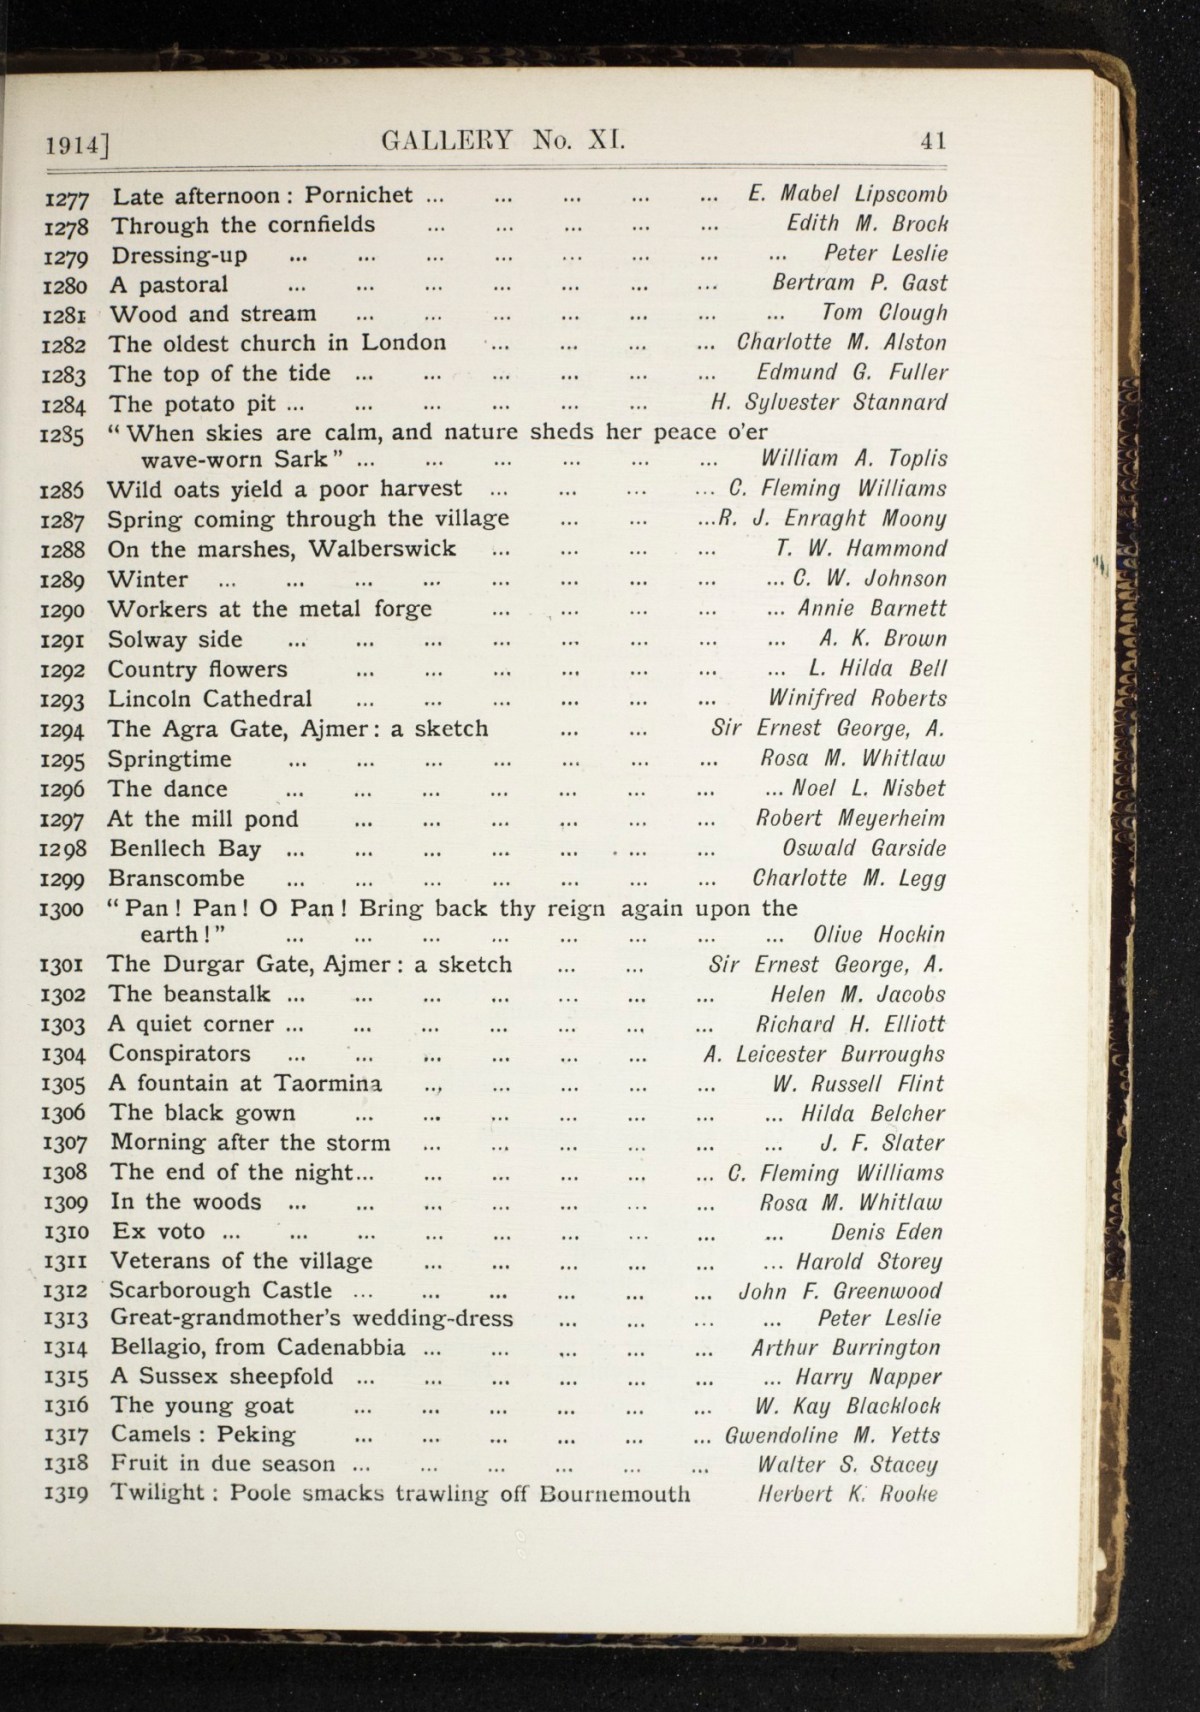 1914] GALLERY No. XI. 41
1277 Late afternoon : Pornichet ... ... ... ... ... E. Mabel Lipscomb
1278 Through the cornfields ... ... ... ... ... Edith M. Brock
1279 Dressing-up ... ... ... ... ... ... ... ... Peter Leslie
1280 A pastoral ... ... ... ... ... ... ... Bertram P. Gast
1281 Wood and stream ... ... ... ... ... ... ... Tom Clough
1282 The oldest church in London ... ... ... ... Charlotte M. Alston
1283 The top of the tide ... ... ... ... ... ... Edmund G. Fuller
1284 The potato pit ... ... ... ... ... ... H. Sylvester Stannard
1285 “ When skies are calm, and nature sheds her peace o’er
wave-worn Sark ” ... ... ... ... ... ... William A. Toplis
1286 Wild oats yield a poor harvest ... ... ... ... C. Fleming Williams
1287 Spring coming through the village ... ... ...R. J. Enraght Moony
1288 On the marshes, Walberswick ... ... ... ... T. W. Hammond
1289 Winter ... ... ... ... ... ... ... ... ... C. W. Johnson
1290 Workers at the metal forge ... ... ... ... ... Annie Barnett
1291 Solway side ... ... ... ... ... ... ... ... A. K. Brown
1292 Country flowers ... ... ... ... ... ... ... L. Hilda Bell
1293 Lincoln Cathedral ... ... ... ... ... ... Winifred Roberts
1294 The Agra Gate, Ajmer : a sketch ... ... Sir Ernest George, A.
1295 Springtime ... ... ... ... ... ... ... Rosa M. Whitlaw
1296 The dance ... ... ... ... ... ... ... ... Noel L. Nisbet
1297 At the mill pond ... ... ... ... ... ... Robert Meyerheim
1298 Benllech Bay ... ... ... ... ... ... ... Oswald Garside
1299 Branscombe ... ... ... ... ... ... ... Charlotte M. Legg
1300 “ Pan ! Pan ! O Pan ! Bring back thy reign again upon the
earth ! ” ... ... ... ... ... ... ... ... Olive Hockin
1301 The Durgar Gate, Ajmer : a sketch ... ... Sir Ernest George, A.
1302 The beanstalk ... ... ... ... ... ... ... Helen M. Jacobs
1303 A quiet corner ... ... ... ... ... ... ... Richard H. Elliott
1304 Conspirators ... ... ... ... ... ... A. Leicester Burroughs
1305 A fountain at Taormina ... ... ... ... ... W. Russell Flint
1306 The black gown ... ... ... ... ... ... ... Hilda Belcher
1307 Morning after the storm ... ... ... ... ... ... J. F. Slater
1308 The end of the night... ... ... ... ... ... C. Fleming Williams
1309 In the woods ... ... ... ... ... ... ... Rosa M. Whitlaw
1310 Ex voto ... ... ... ... ... ... ... ... ... Denis Eden
1311 Veterans of the village ... ... ... ... ... ... Harold Storey
1312 Scarborough Castle ... ... ... ... ... ... John F. Greenwood
1313 Great-grandmother’s wedding-dress ... ... ... ... Peter Leslie
1314 Bellagio, from Cadenabbia ... ... ... ... ... Arthur Burrington
1315 A Sussex sheepfold ... ... ... ... ... ... ... Harry Napper
1316 The young goat ... ... ... ... ... ... W. Kay Blacklock
1317 Camels : Peking ... ... ... ... ... ... Gwendoline M. Yetts
1318 Fruit in due season ... ... ... ... ... ... Walter S. Stacey
1319 Twilight : Poole smacks trawling off Bournemouth Herbert K. Rooke